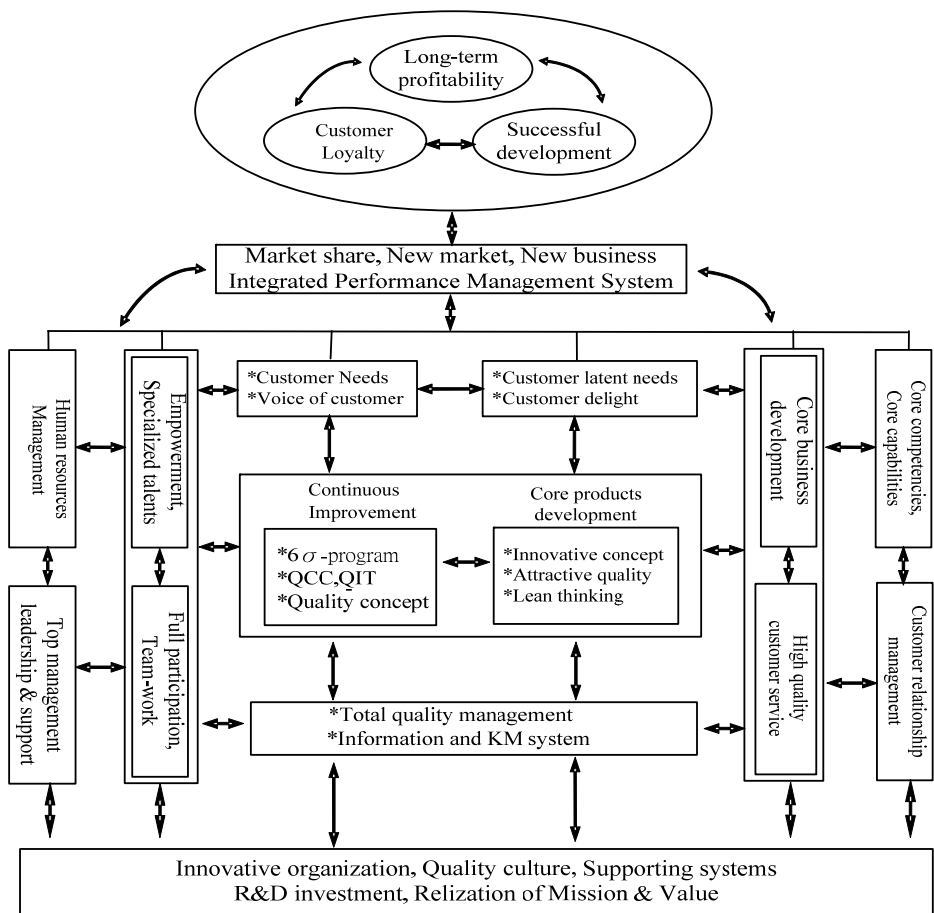 Long-term
profitability
Customer
Loyalty
Successful
development
Market share, New market, New business
Integrated Performance Management System
Human resources
Management
Empowerment,
Specialized talents
*Customer Needs
*Voice of customer
*Customer latent needs
*Customer delight
Core business
development
Core competencies,
Core capabilities
Continuous
Improvement
*6σ-program
*QCC,QIT
*Quality concept
Core products
development
*Innovative concept
*Attractive quality
*Lean thinking
Top management
leadership & support
Full participation,
Team-work
High quality
customer service
Customer relationship
management
*Total quality management
*Information and KM system
Innovative organization, Quality culture, Supporting systems
R&D investment, Relization of Mission & Value